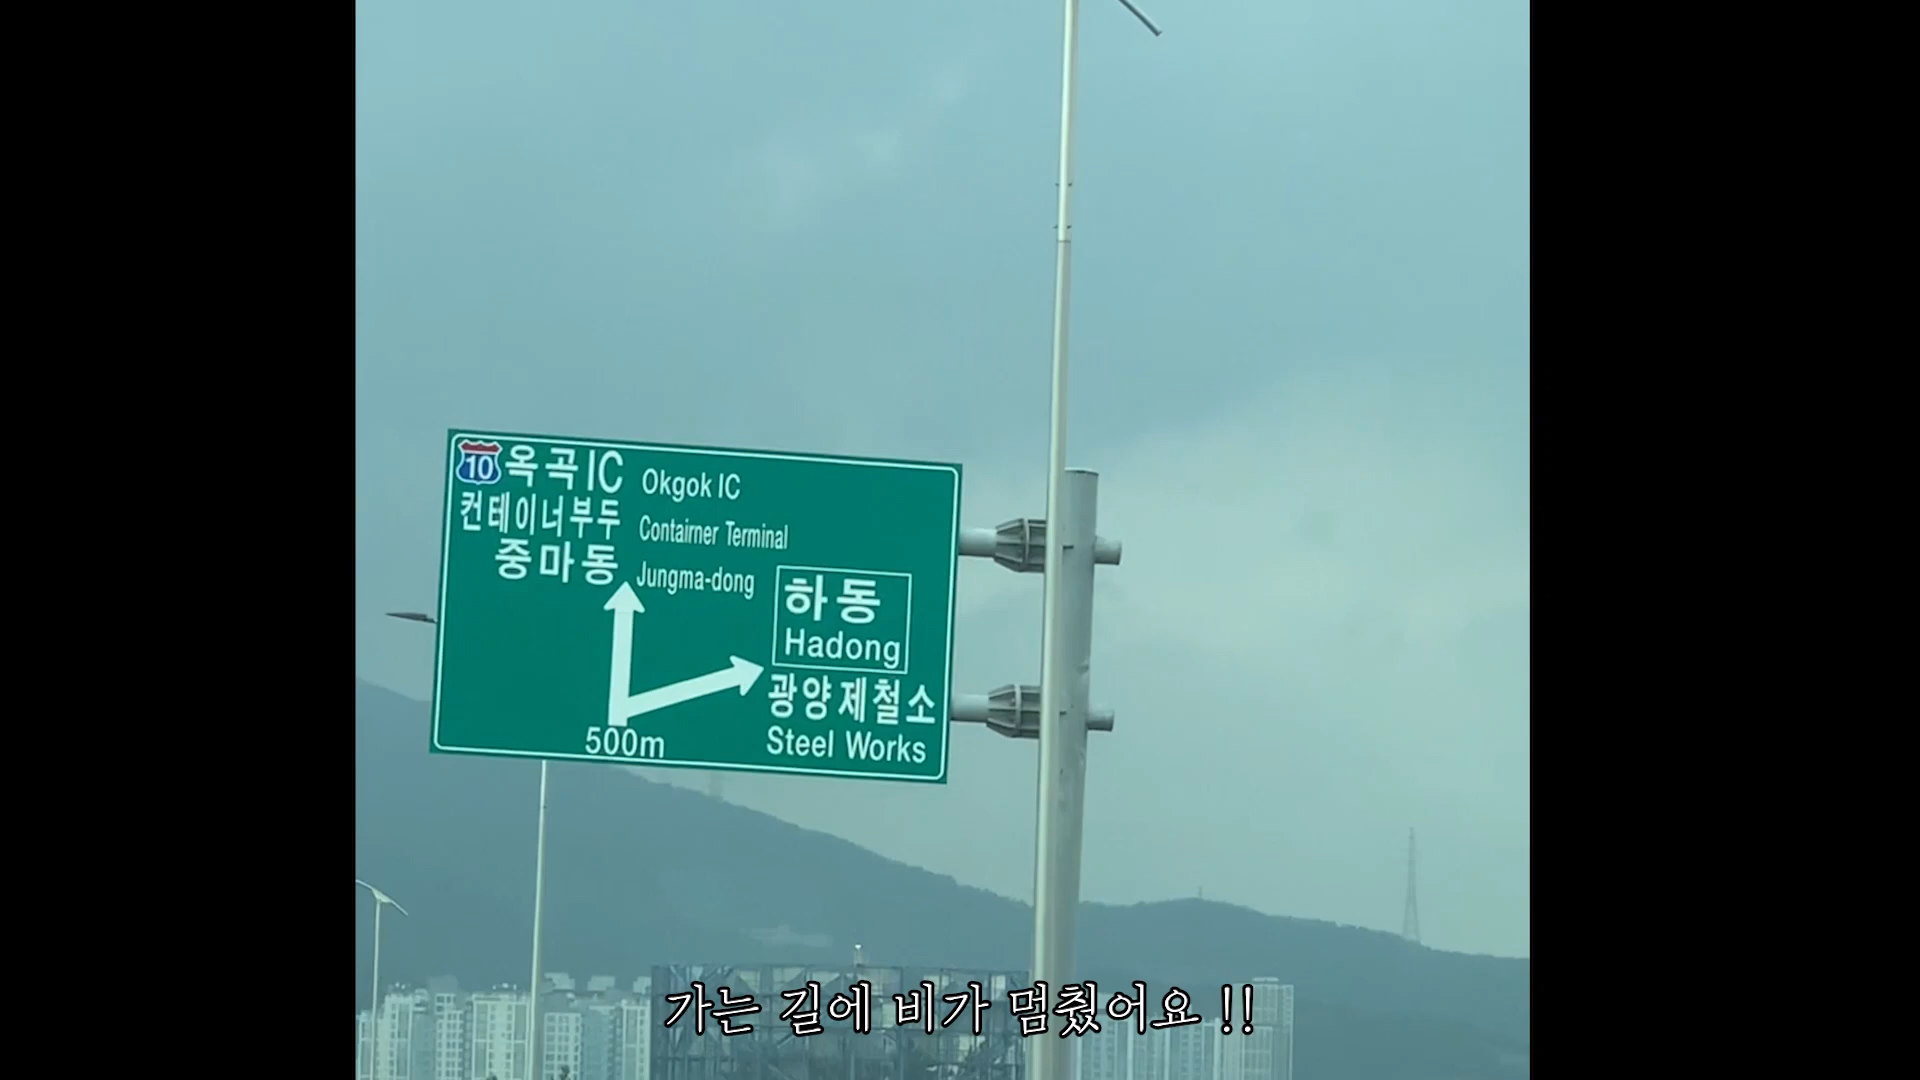 10 옥곡IC Okgok IC
컨테이너부두 Contairner Terminal
중마동 Jungma-dong
하동
Hadong
광양제철소
Steel Works
500m
가는 길에 비가 멈췄어요 !!